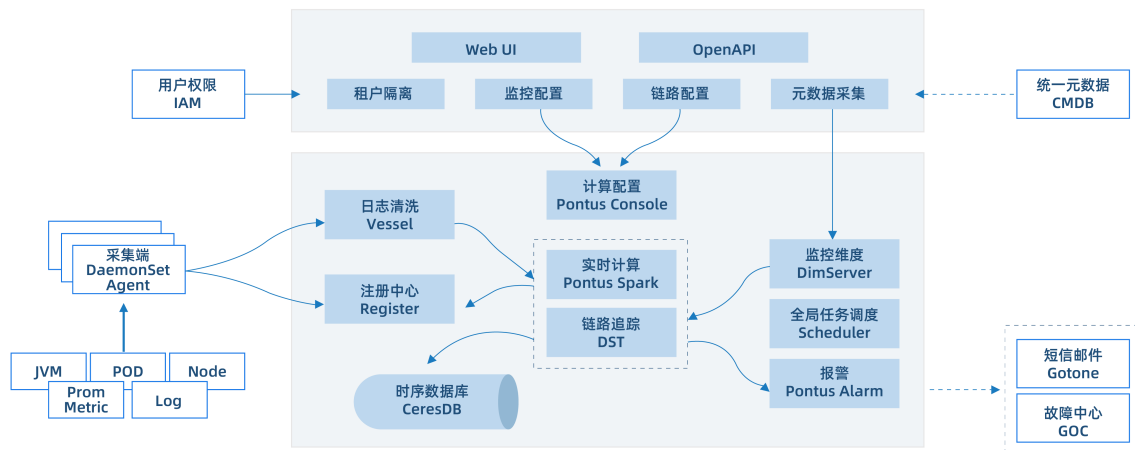 Web UI
OpenAPI
用户权限
IAM
租户隔离
监控配置
链路配置
元数据采集
统一元数据
CMDB
计算配置
Pontus Console
日志清洗
Vessel
采集端
DaemonSet
Agent
实时计算
Pontus Spark
监控维度
DimServer
注册中心
Register
链路追踪
DST
全局任务调度
Scheduler
JVM
POD
Node
Prom
Metric
Log
时序数据库
CeresDB
报警
Pontus Alarm
短信邮件
Gotone
故障中心
GOC